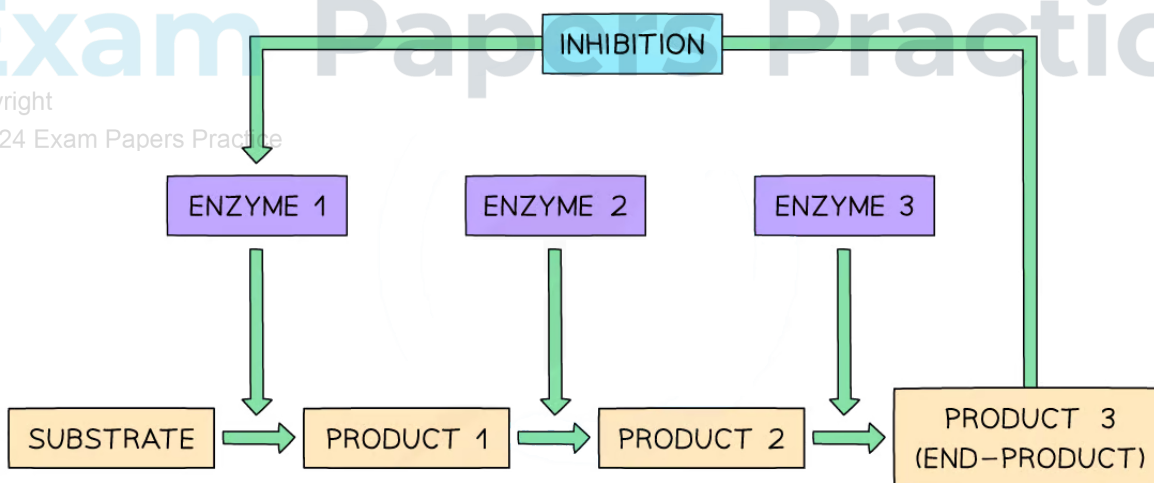 Exam Papers Practic
yright
24 Exam Papers Practice
INHIBITION
ENZYME 1
ENZYME 2
ENZYME 3
SUBSTRATE
PRODUCT 1
PRODUCT 2
PRODUCT 3
(END-PRODUCT)